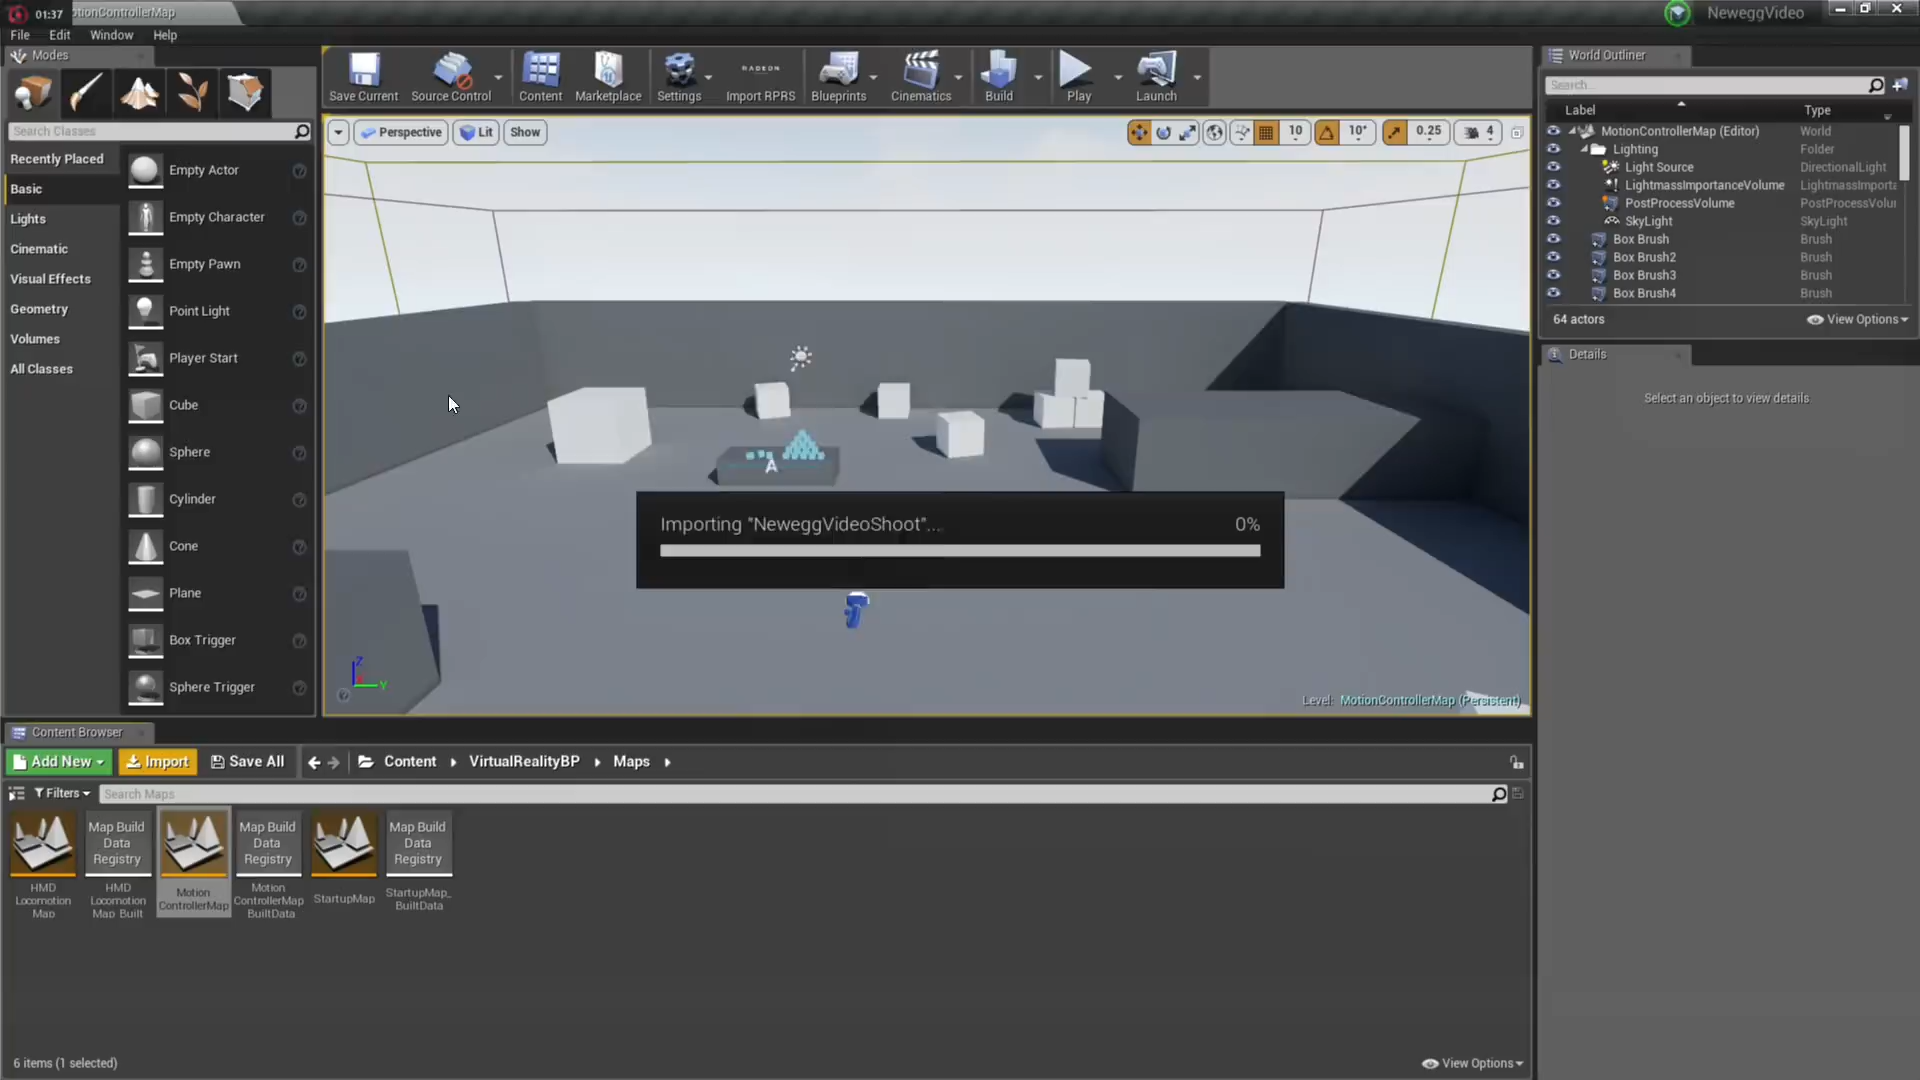 01:37
otionControllerMap
NeweggVideo
File Edit Window Help
Modes
Search Classes
Recently Placed
Basic
Lights
Cinematic
Visual Effects
Geometry
Volumes
All Classes
Empty Actor
Empty Character
Empty Pawn
Point Light
Player Start
Cube
Sphere
Cylinder
Cone
Plane
Box Trigger
Sphere Trigger
Save Current
Source Control
Content
Marketplace
Settings
RADEON
Import RPRS
Blueprints
Cinematics
Build
Play
Launch
Perspective Lit Show
10 10° 0.25 4
A
Importing "NeweggVideoShoot"... 0%
Z
Y
Level: MotionControllerMap (Persistent)
World Outliner
Search...
Label Type
MotionControllerMap (Editor) World
Lighting Folder
Light Source DirectionalLight
LightmassImportanceVolume LightmassImporta
PostProcessVolume PostProcessVolu
SkyLight SkyLight
Box Brush Brush
Box Brush2 Brush
Box Brush3 Brush
Box Brush4 Brush
64 actors View Options
Details
Select an object to view details
Content Browser
Add New Import Save All Content VirtualRealityBP Maps
Filters Search Maps
HMD
Locomotion
Map
Map Build
Data
Registry
HMD
Locomotion
Map Built
Motion
ControllerMap
Map Build
Data
Registry
Motion
ControllerMap
BuiltData
StartupMap
Map Build
Data
Registry
StartupMap_
BuiltData
6 items (1 selected) View Options